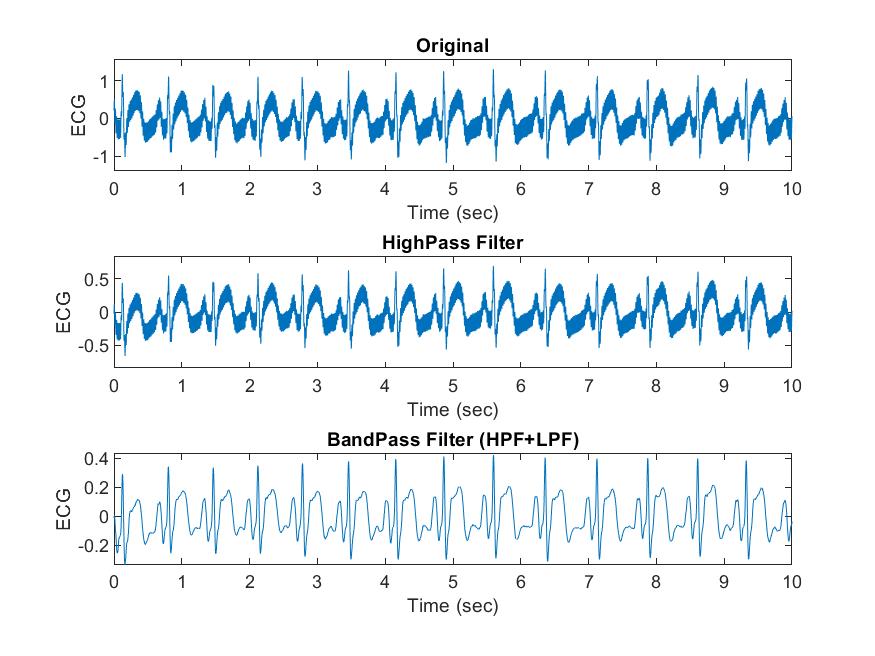 Original
ECG
1
0
-1
0 1 2 3 4 5 6 7 8 9 10
Time (sec)
HighPass Filter
ECG
0.5
0
-0.5
0 1 2 3 4 5 6 7 8 9 10
Time (sec)
BandPass Filter (HPF+LPF)
ECG
0.4
0.2
0
-0.2
0 1 2 3 4 5 6 7 8 9 10
Time (sec)